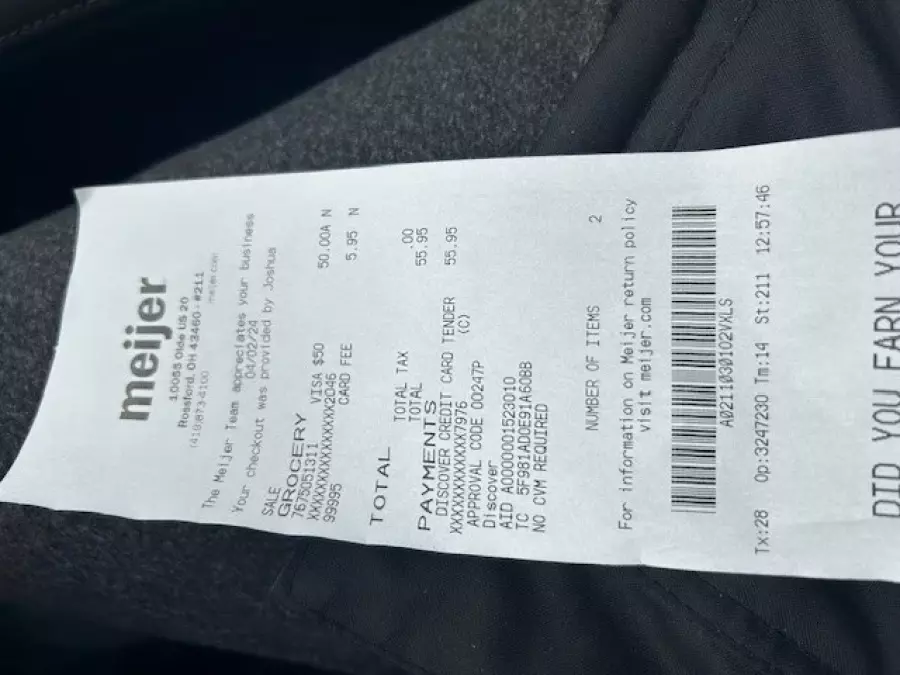 meijer
10055 Olde US 20
Rossford, OH 43460 - #211
(419)873-4100 meijer.com
The Meijer Team appreciates your business
04/02/24
Your checkout was provided by Joshua
SALE
GROCERY
7675051311 VISA $50 50.00A N
XXXXXXXXXXXXXXX2046
99995 CARD FEE 5.95 N
TOTAL
TOTAL TAX .00
TOTAL 55.95
PAYMENTS
DISCOVER CREDIT CARD TENDER 55.95
XXXXXXXXXXXX7976 (C)
APPROVAL CODE 00247P
Discover
AID A0000001523010
TC 5F981AD0E91A60BB
NO CVM REQUIRED
NUMBER OF ITEMS 2
For information on Meijer return policy
visit meijer.com
A0211030102VXLS
Tx:28 Op:3247230 Tm:14 St:211 12:57:46
DID YOU EARN YOUR